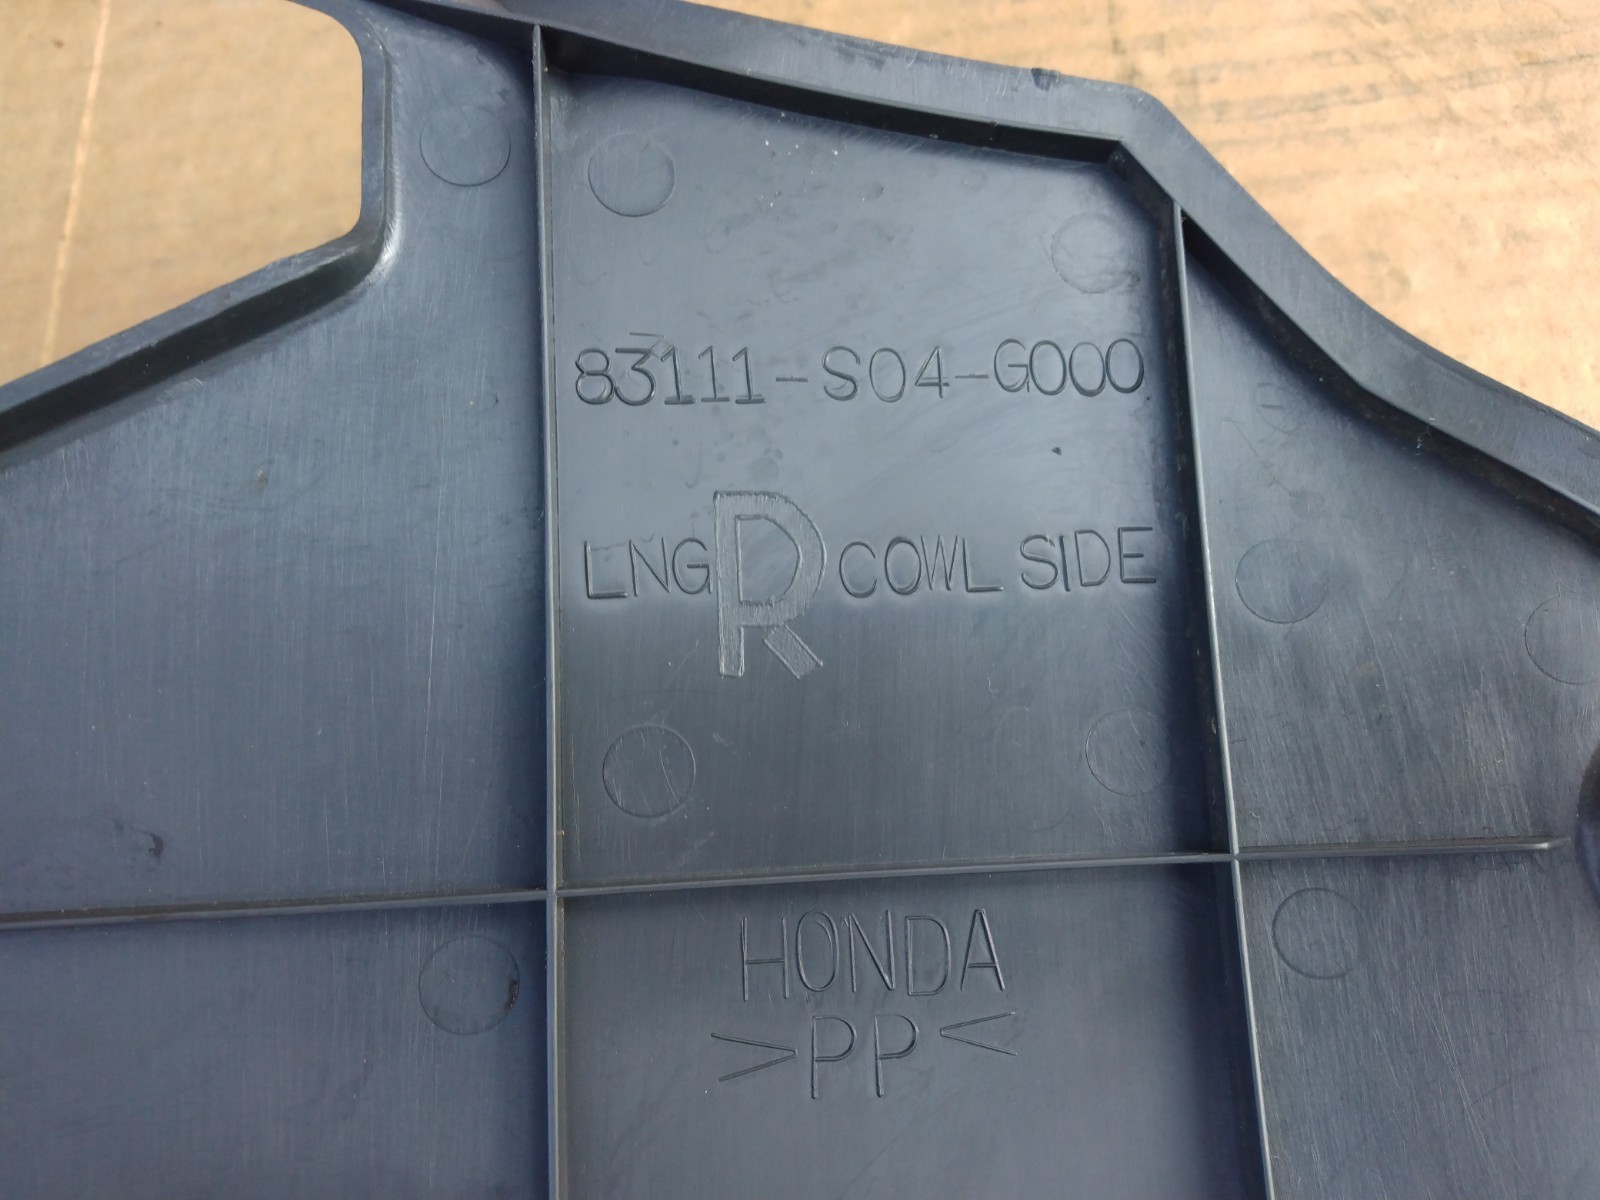 83111-S04-G000
LNG R COWL SIDE
HONDA
>PP<